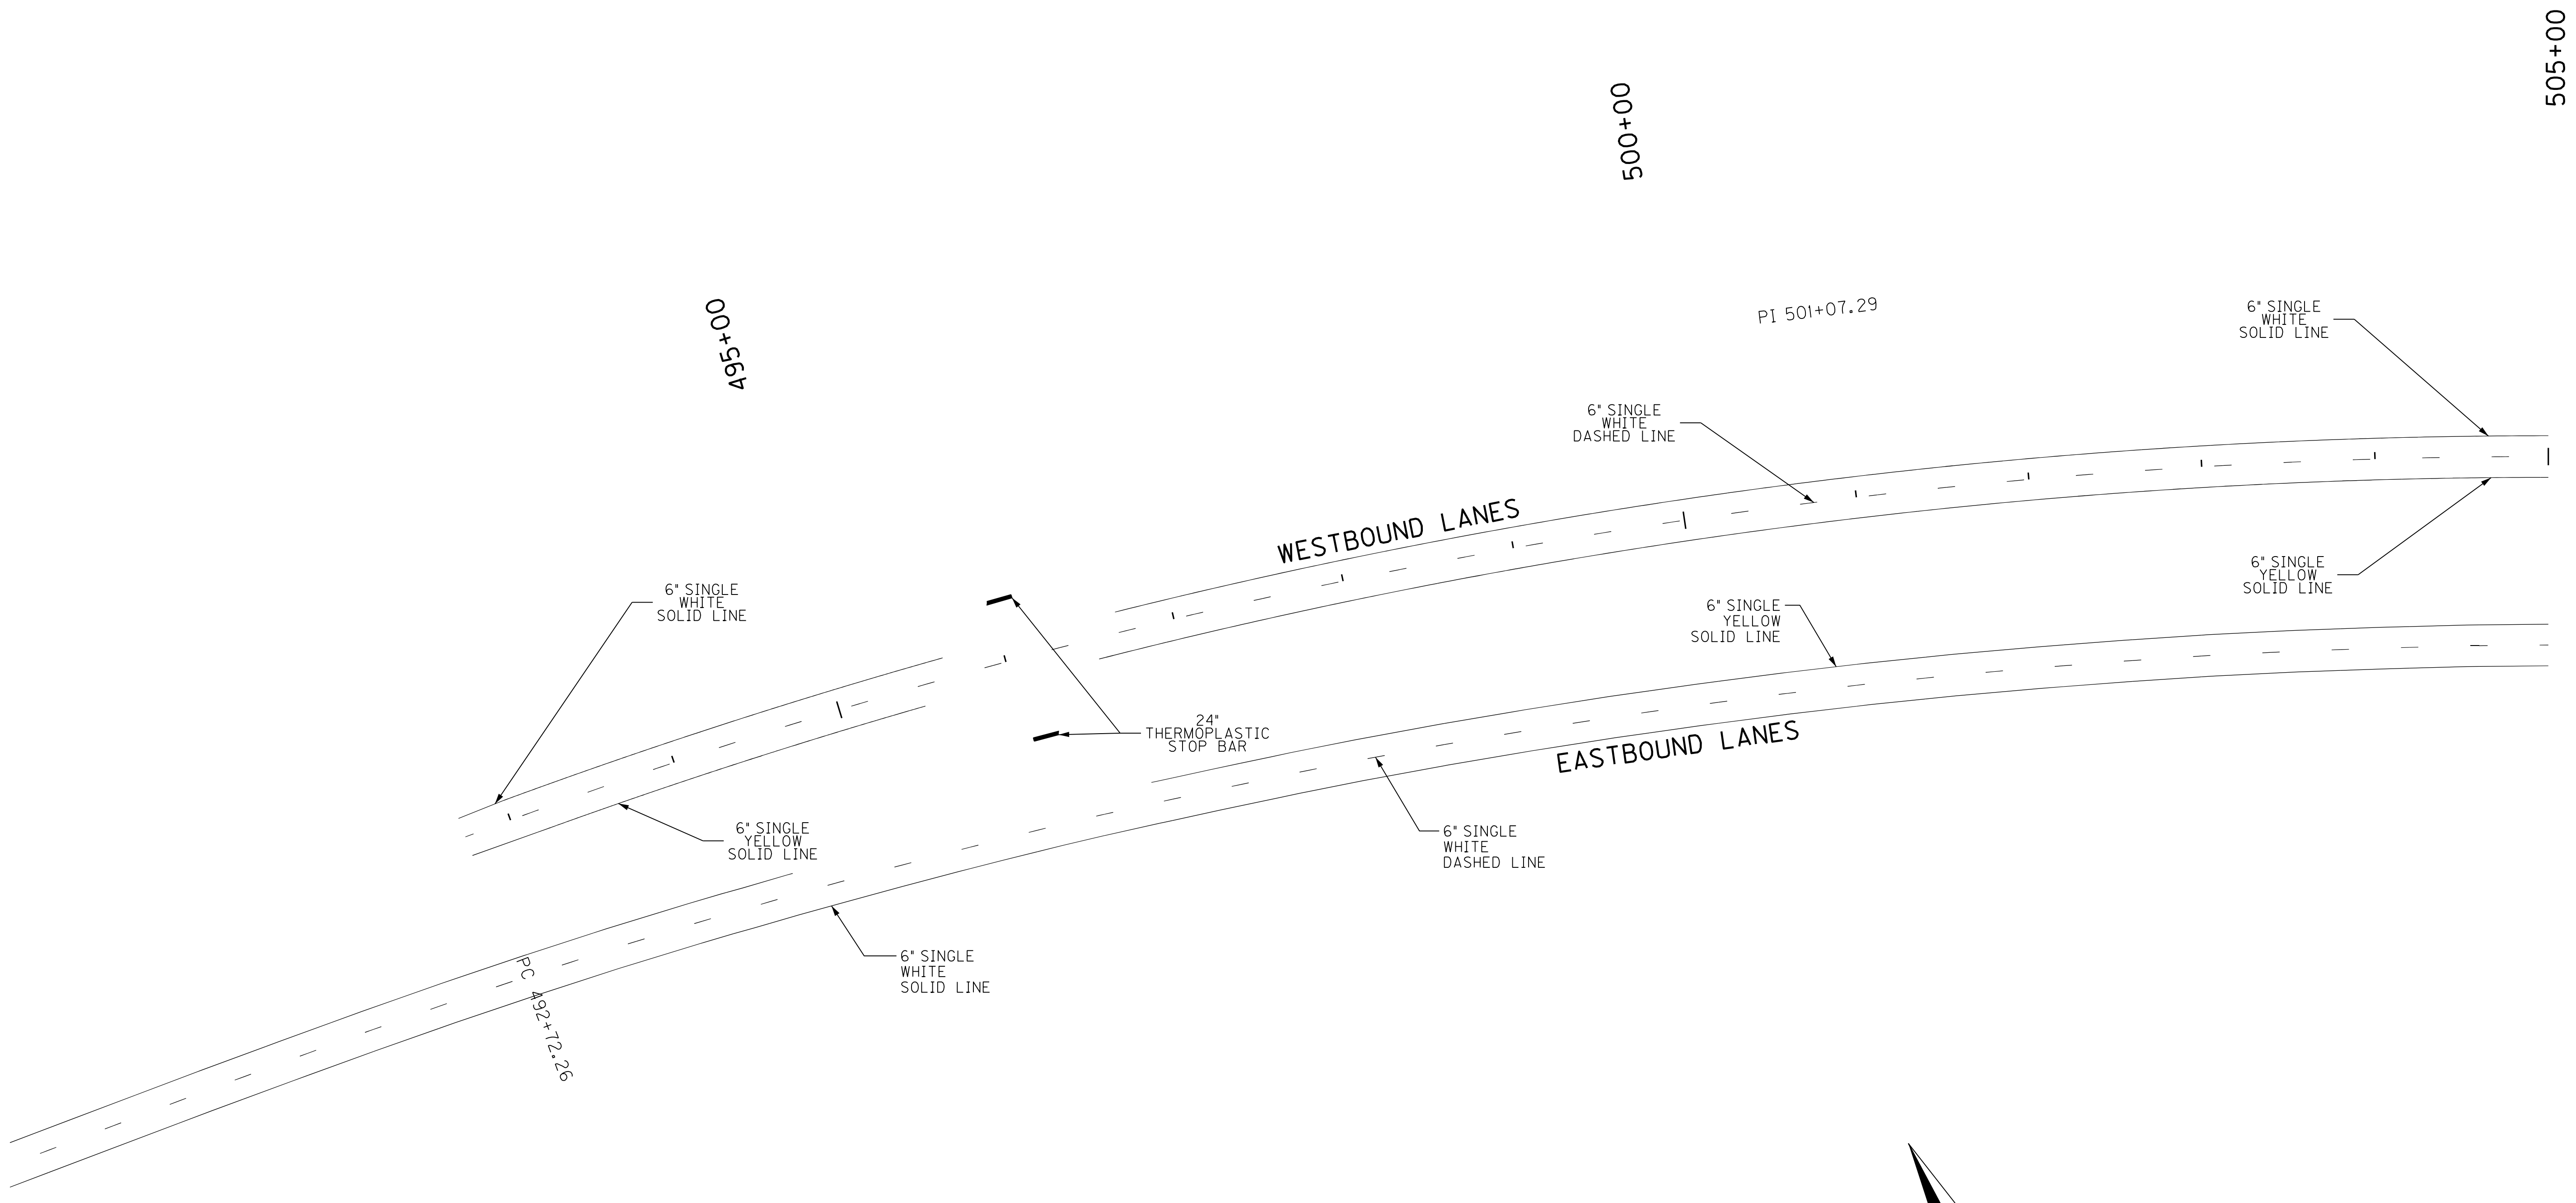 505+00
500+00
495+00
PI 501+07.29
6" SINGLE
WHITE
SOLID LINE
6" SINGLE
WHITE
DASHED LINE
WESTBOUND LANES
6" SINGLE
YELLOW
SOLID LINE
6" SINGLE
WHITE
SOLID LINE
6" SINGLE
YELLOW
SOLID LINE
24"
THERMOPLASTIC
STOP BAR
EASTBOUND LANES
6" SINGLE
YELLOW
SOLID LINE
6" SINGLE
WHITE
DASHED LINE
6" SINGLE
WHITE
SOLID LINE
PC 492+72.26